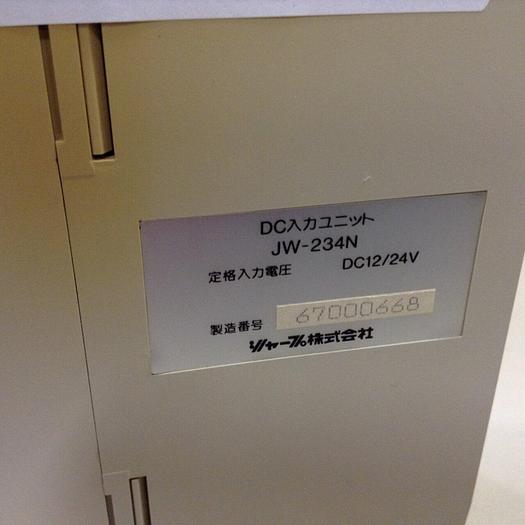 DC入力ユニット
JW-234N
定格入力電圧 DC12/24V
製造番号 67000668
シャープ株式会社